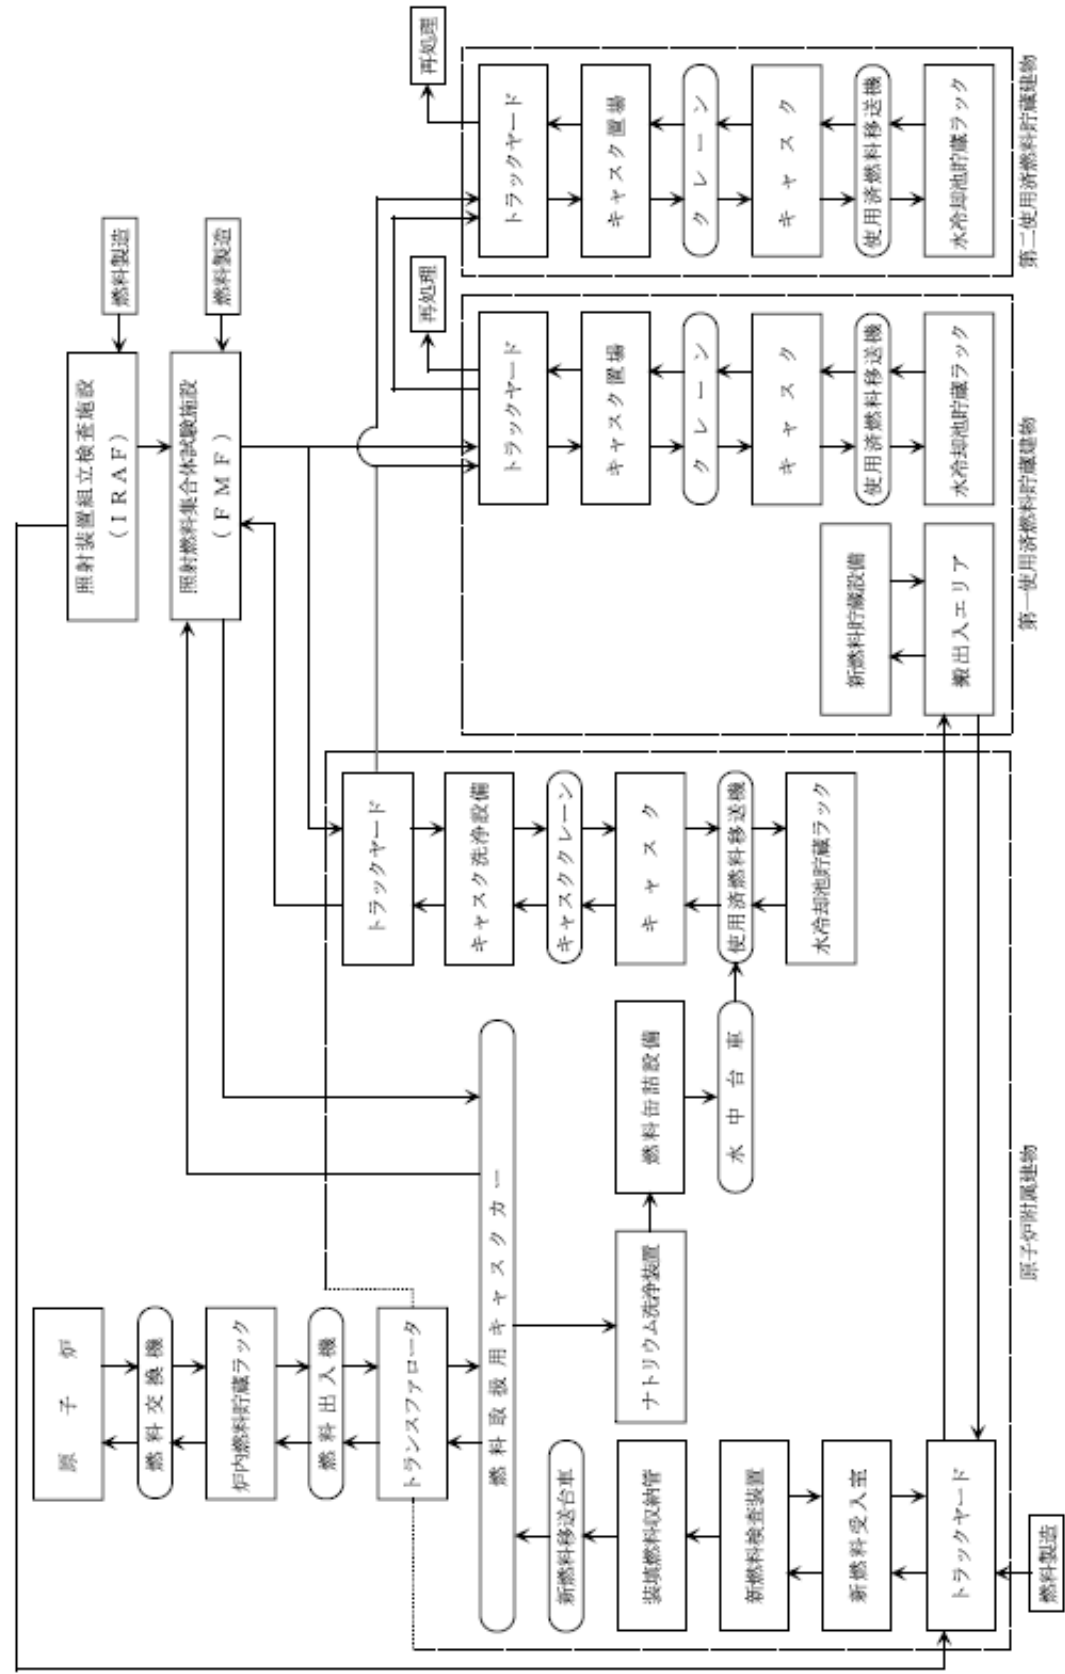 原子炉
燃料交換機
炉内燃料貯蔵ラック
燃料出入機
トランスファロータ
燃料取扱用キャスクカー
新燃料移送台車
装填燃料収納管
新燃料検査装置
新燃料受入室
トラックヤード
燃料製造
ナトリウム洗浄装置
燃料缶詰設備
水中台車
原子炉附属建物
トラックヤード
キャスク洗浄設備
キャスククレーン
キャスク
使用済燃料移送機
水冷却池貯蔵ラック
照射装置組立検査施設
(IRAF)
照射燃料集合体試験施設
(FMF)
燃料製造
燃料製造
新燃料貯蔵設備
搬出入エリア
再処理
トラックヤード
キャスク置場
クレーン
キャスク
使用済燃料移送機
水冷却池貯蔵ラック
第一使用済燃料貯蔵建物
再処理
トラックヤード
キャスク置場
クレーン
キャスク
使用済燃料移送機
水冷却池貯蔵ラック
第二使用済燃料貯蔵建物